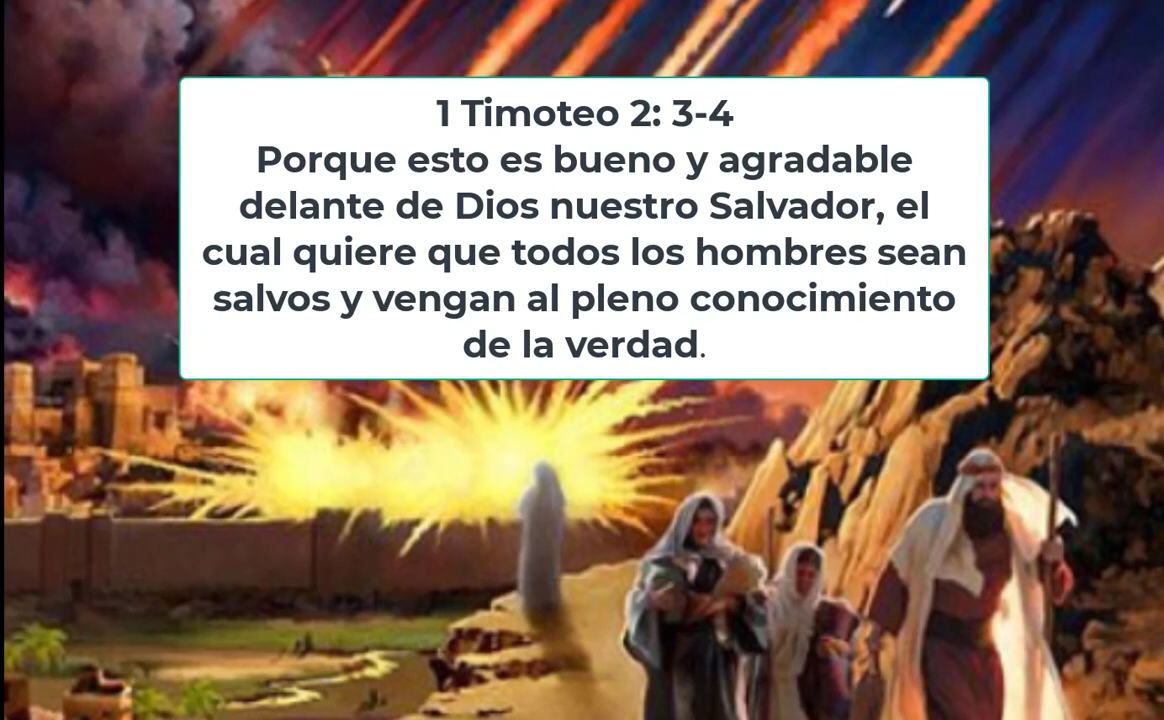 1 Timoteo 2: 3-4
Porque esto es bueno y agradable
delante de Dios nuestro Salvador, el
cual quiere que todos los hombres sean
salvos y vengan al pleno conocimiento
de la verdad.